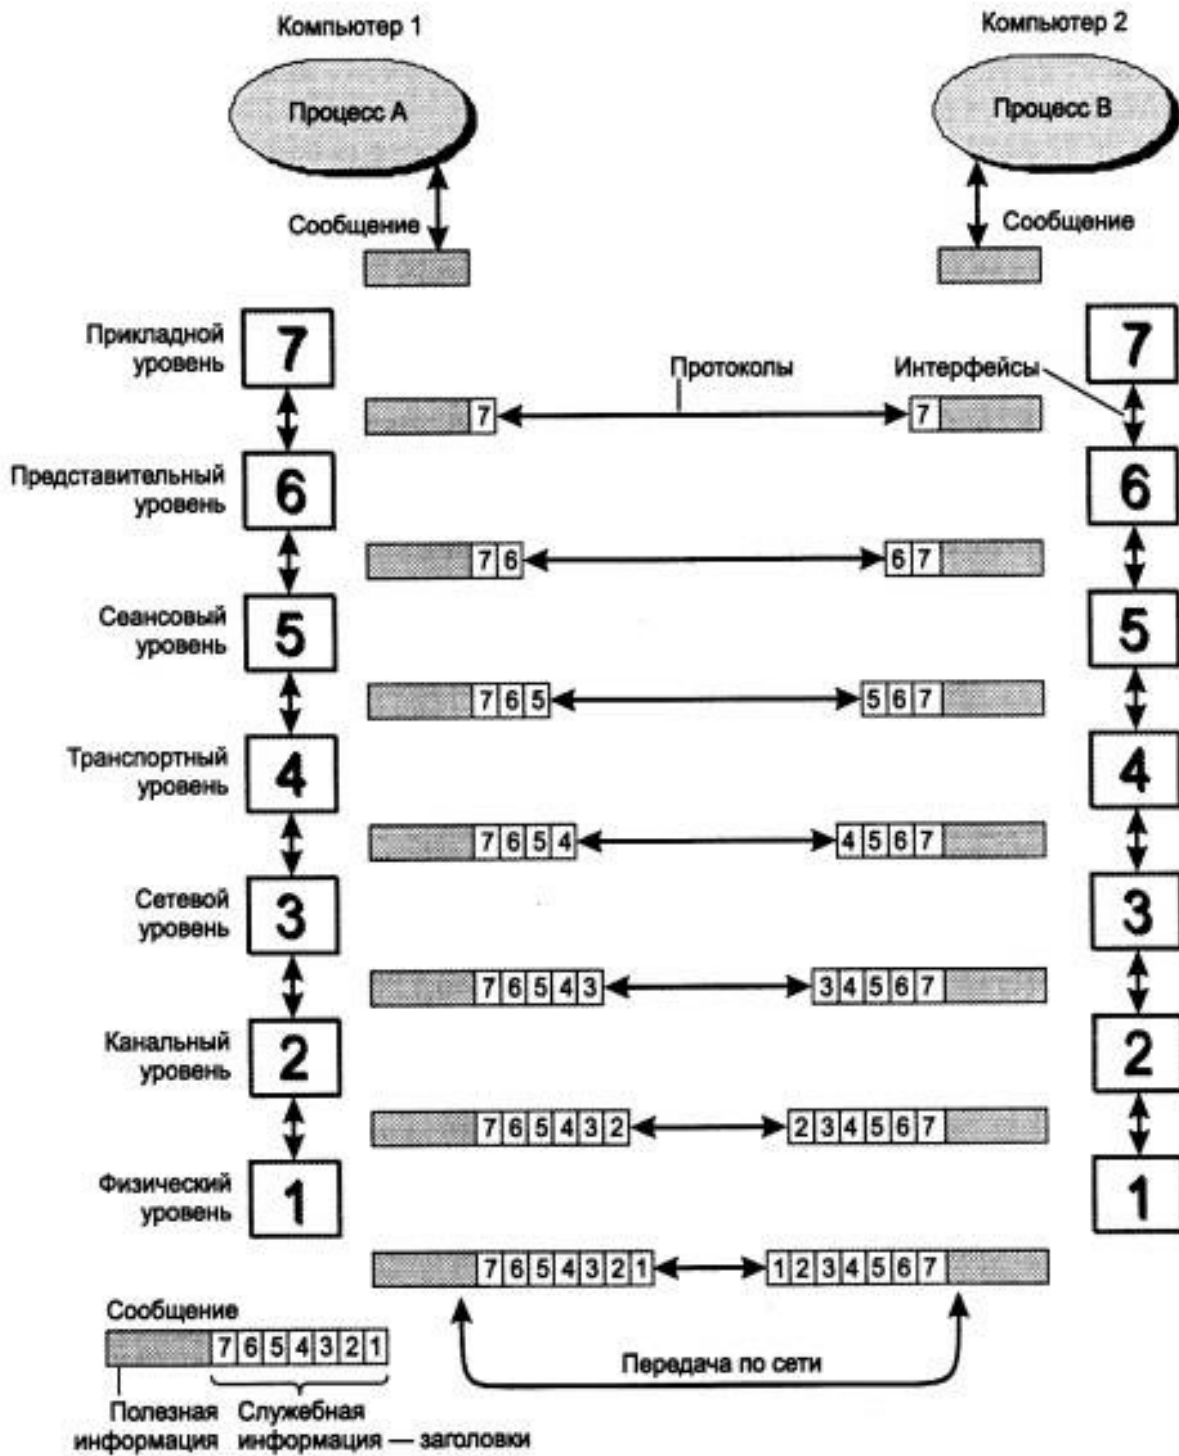 Компьютер 1
Компьютер 2
Процесс А
Процесс В
Сообщение
Сообщение
Прикладной
уровень
7
7
Протоколы
Интерфейсы
7
7
Представительный
уровень
6
6
7 6
6 7
Сеансовый
уровень
5
5
7 6 5
5 6 7
Транспортный
уровень
4
4
7 6 5 4
4 5 6 7
Сетевой
уровень
3
3
7 6 5 4 3
3 4 5 6 7
Канальный
уровень
2
2
7 6 5 4 3 2
2 3 4 5 6 7
Физический
уровень
1
1
7 6 5 4 3 2 1
1 2 3 4 5 6 7
Сообщение
7 6 5 4 3 2 1
Передача по сети
Полезная
информация
Служебная
информация — заголовки